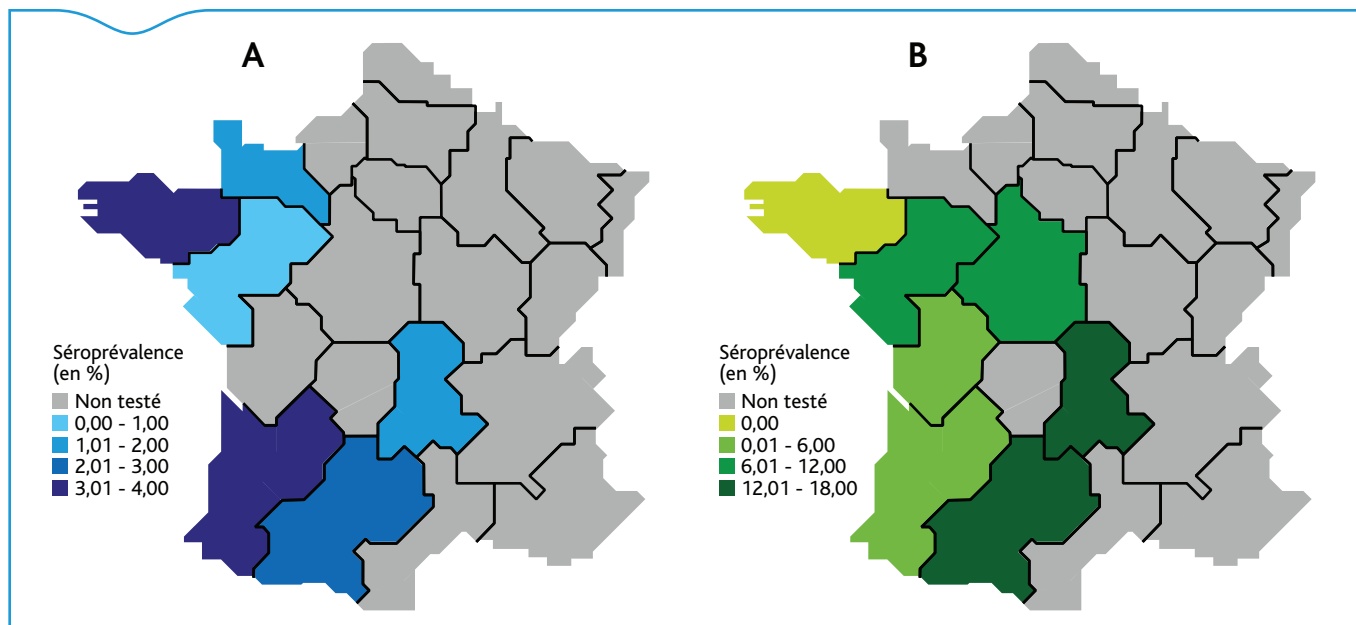 A
Séroprévalence
(en %)
Non testé
0,00 - 1,00
1,01 - 2,00
2,01 - 3,00
3,01 - 4,00
B
Séroprévalence
(en %)
Non testé
0,00
0,01 - 6,00
6,01 - 12,00
12,01 - 18,00